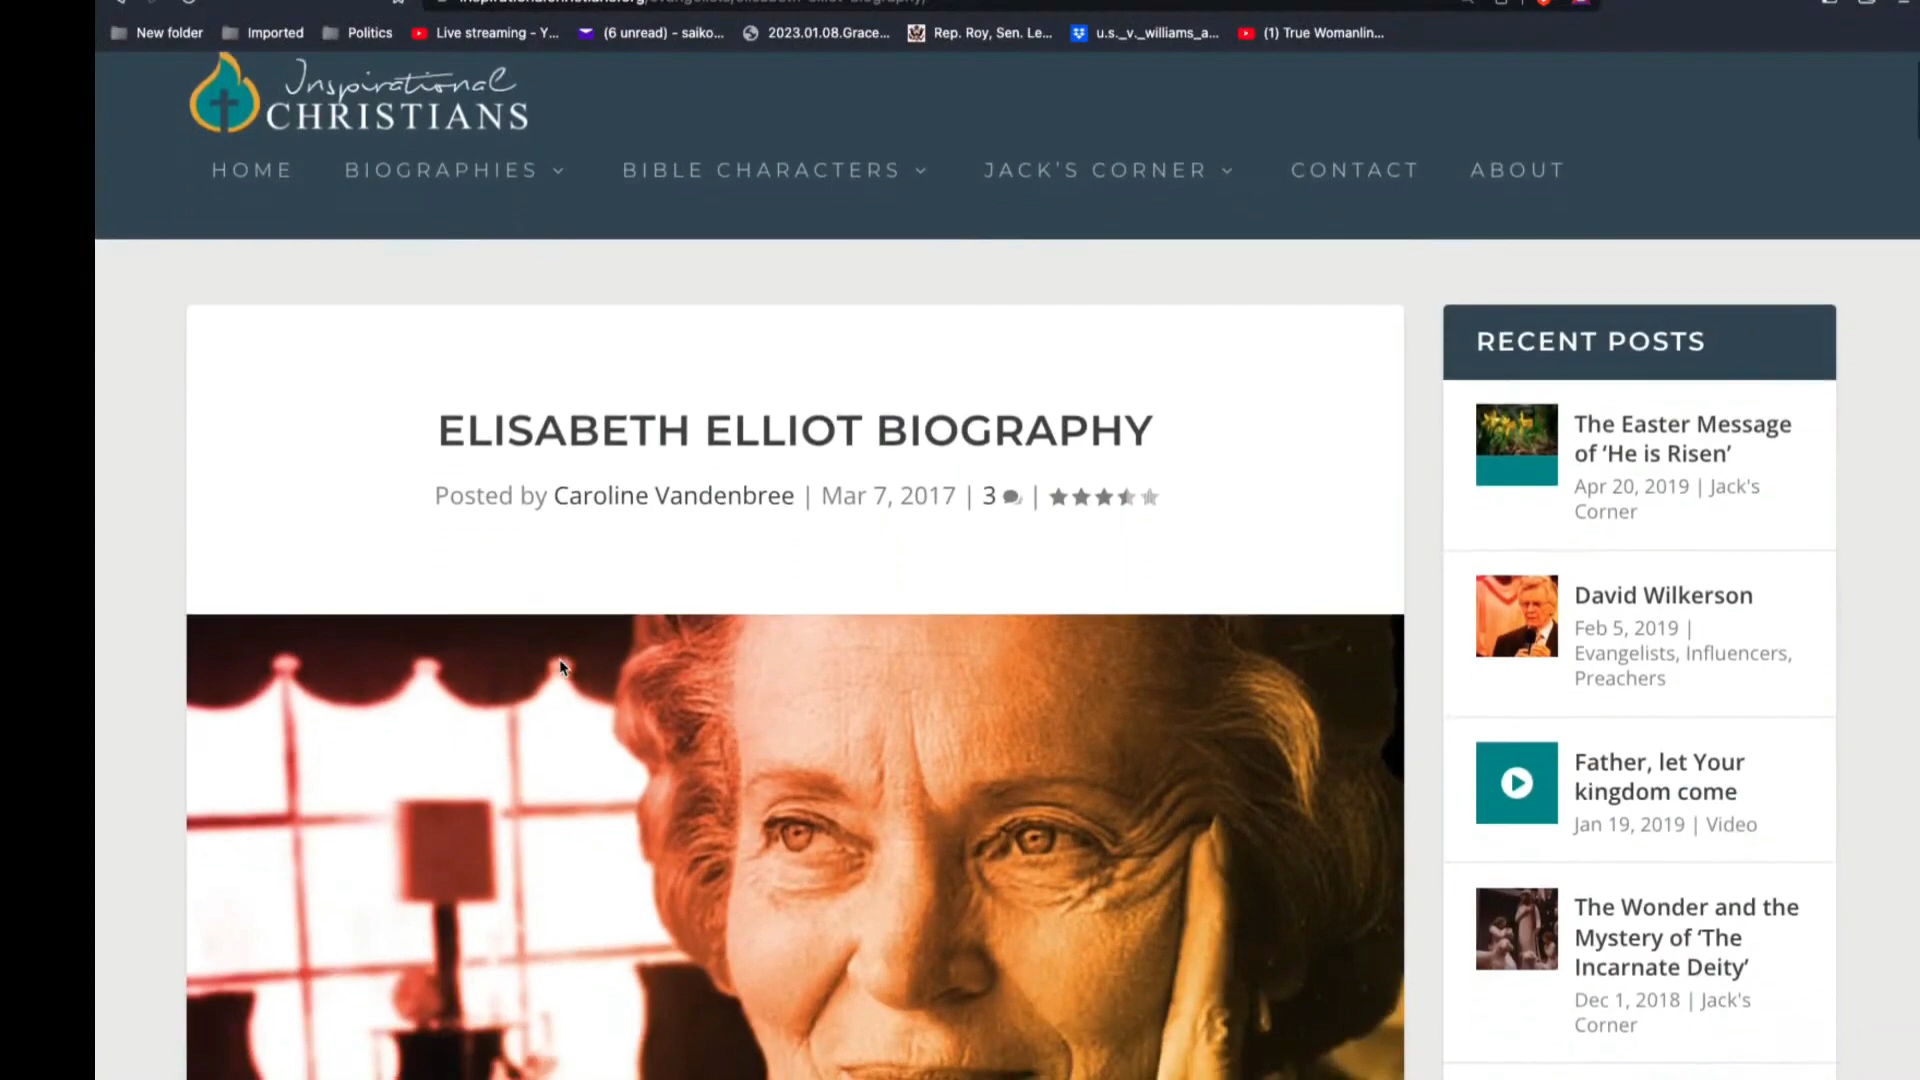 New folder Imported Politics Live streaming - Y... (6 unread) - saiko... 2023.01.08.Grace... Rep. Roy, Sen. Le... u.s._v._williams_a... (1) True Womanlin...
Inspirational
CHRISTIANS
HOME BIOGRAPHIES BIBLE CHARACTERS JACK'S CORNER CONTACT ABOUT
ELISABETH ELLIOT BIOGRAPHY
Posted by Caroline Vandenbree | Mar 7, 2017 | 3 |
RECENT POSTS
The Easter Message
of ‘He is Risen’
Apr 20, 2019 | Jack's
Corner
David Wilkerson
Feb 5, 2019 |
Evangelists, Influencers,
Preachers
Father, let Your
kingdom come
Jan 19, 2019 | Video
The Wonder and the
Mystery of ‘The
Incarnate Deity’
Dec 1, 2018 | Jack's
Corner